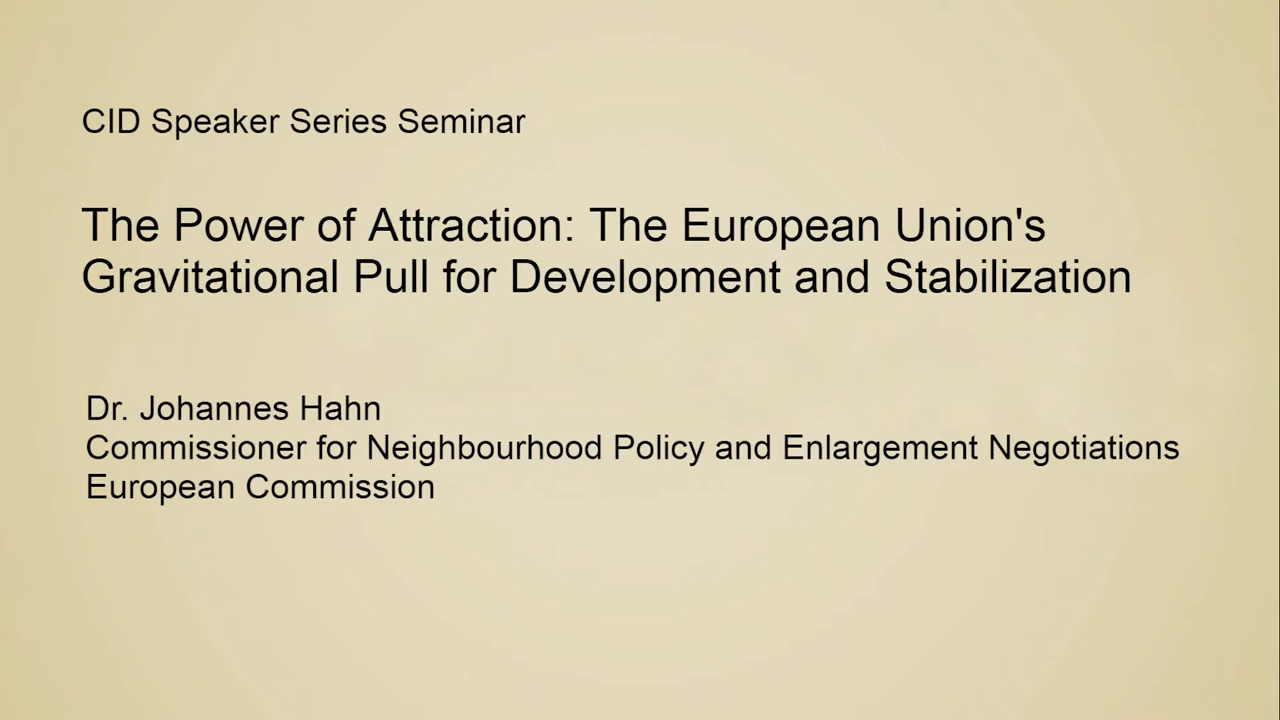 CID Speaker Series Seminar
The Power of Attraction: The European Union's
Gravitational Pull for Development and Stabilization
Dr. Johannes Hahn
Commissioner for Neighbourhood Policy and Enlargement Negotiations
European Commission